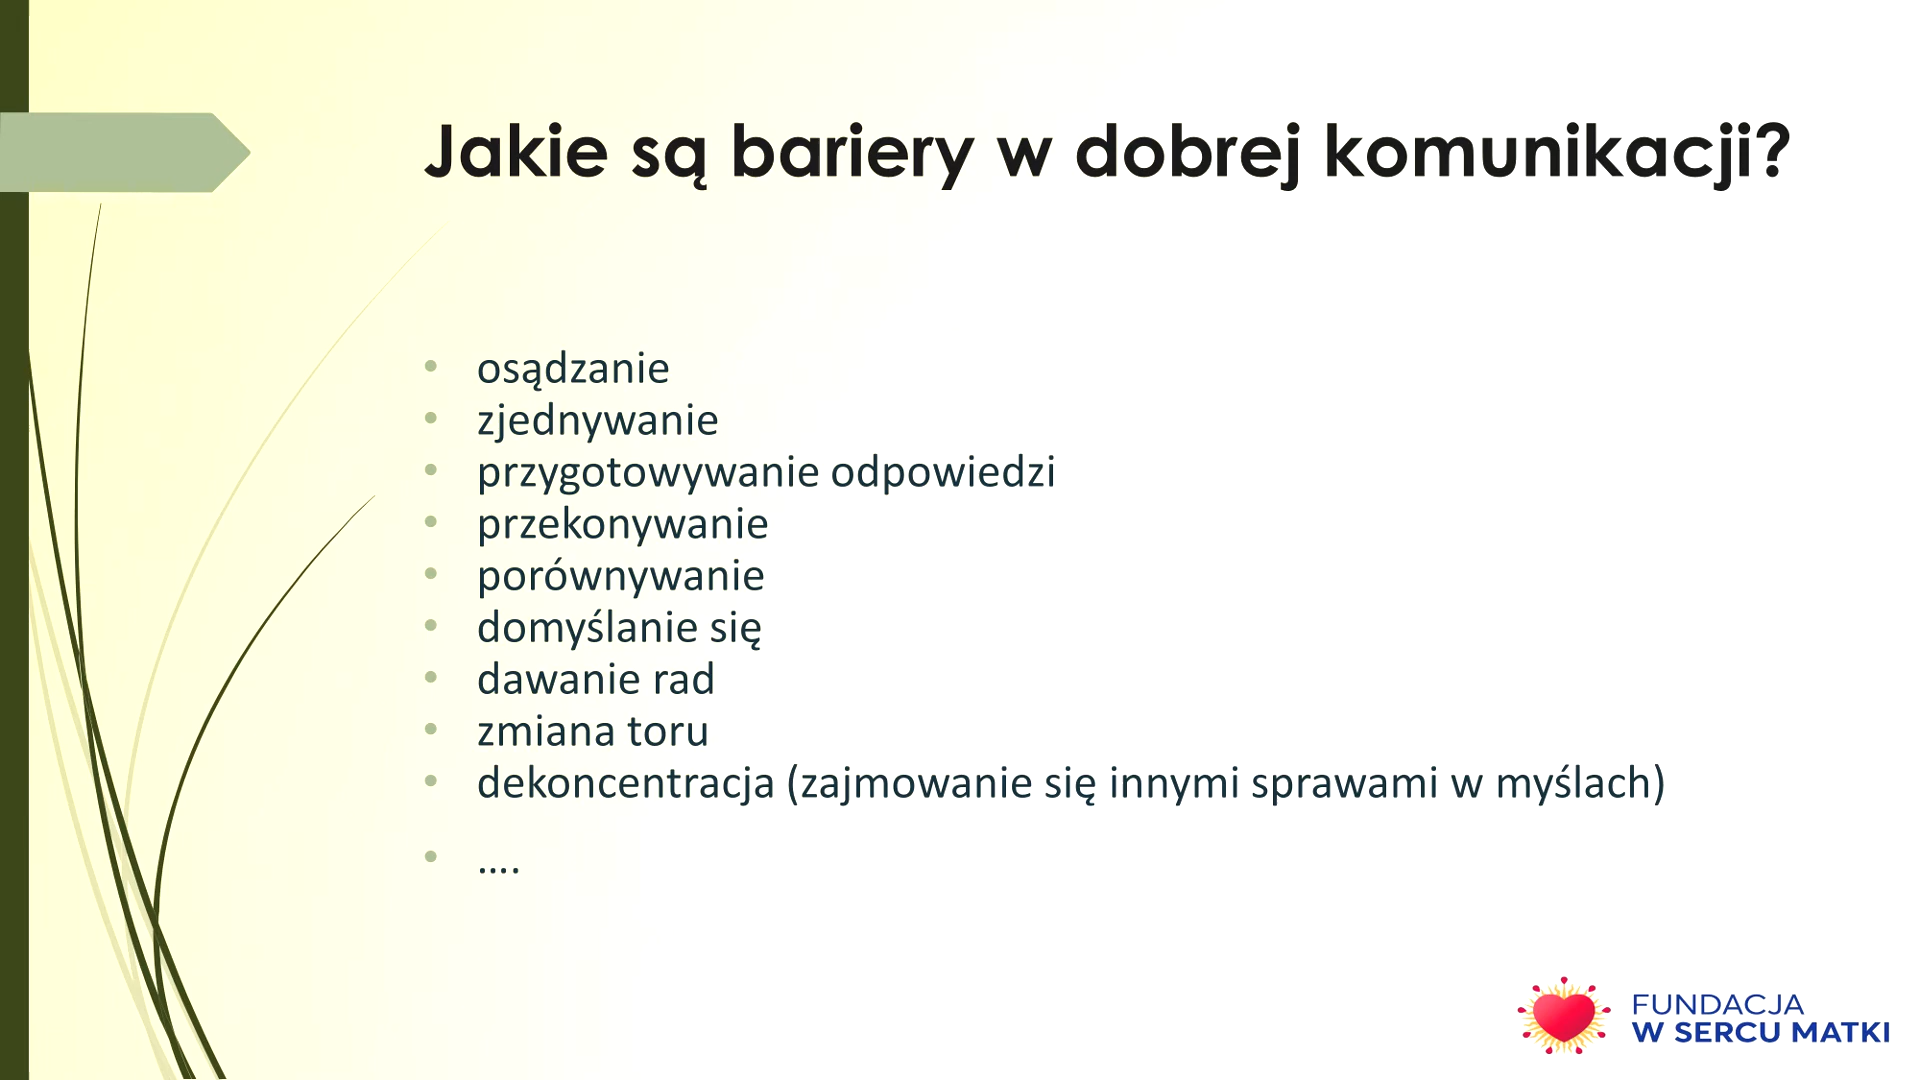 Jakie są bariery w dobrej komunikacji?
• osądzanie
• zjednywanie
• przygotowywanie odpowiedzi
• przekonywanie
• porównywanie
• domyślanie się
• dawanie rad
• zmiana toru
• dekoncentracja (zajmowanie się innymi sprawami w myślach)
• ....
FUNDACJA
W SERCU MATKI